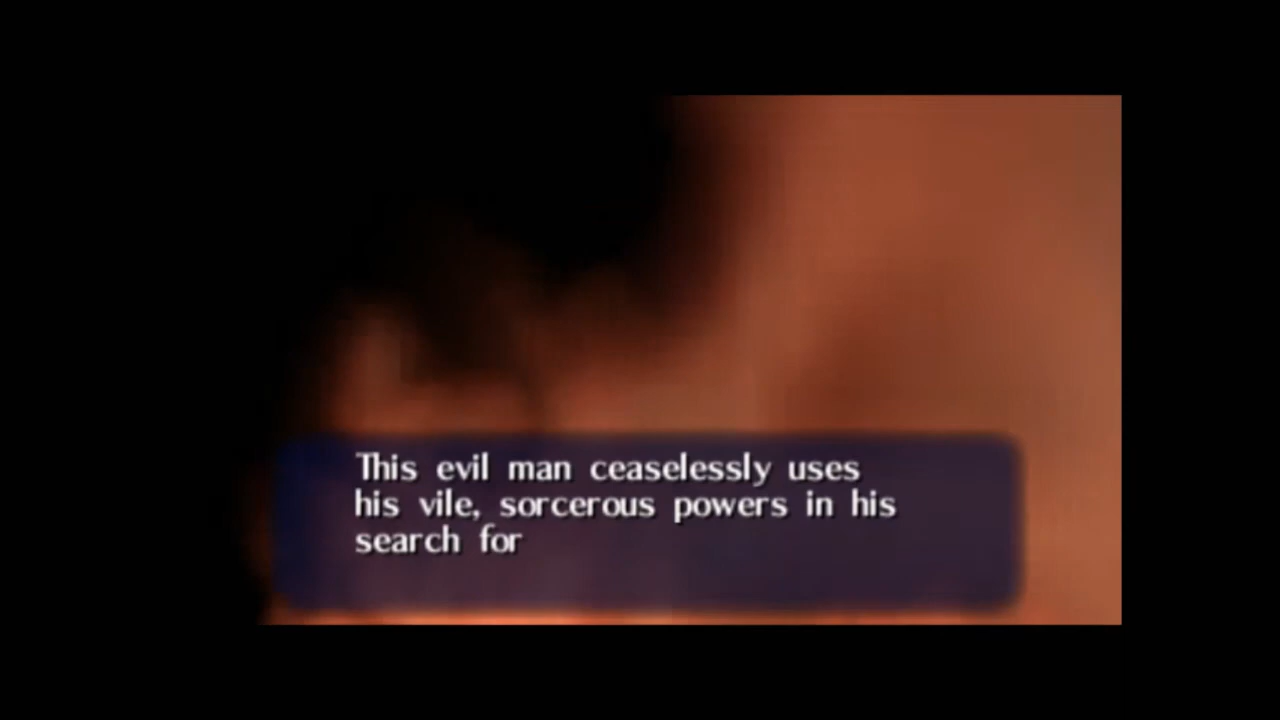 This evil man ceaselessly uses
his vile, sorcerous powers in his
search for